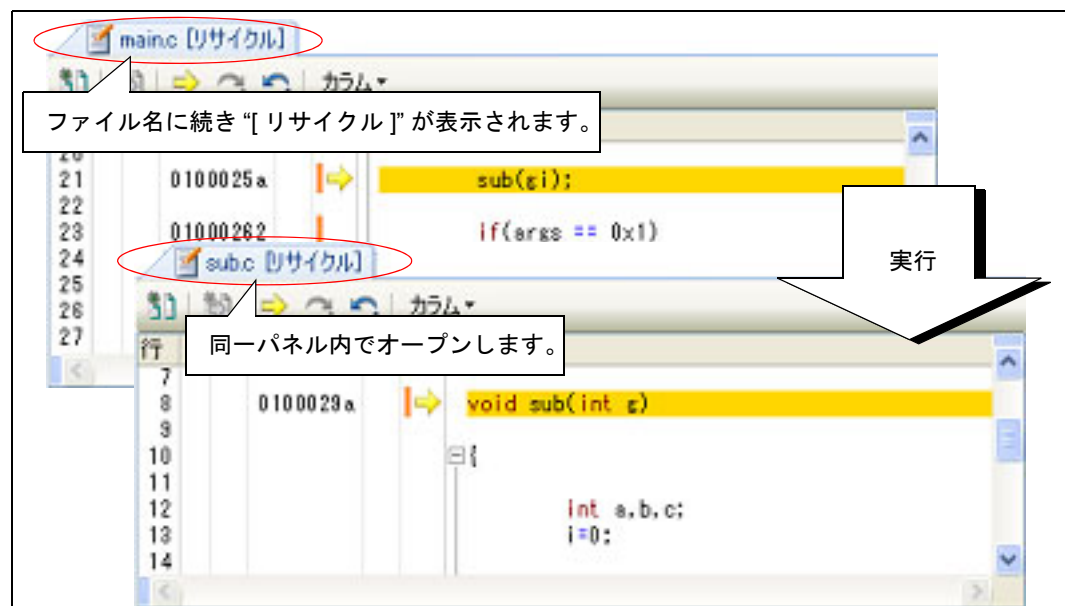 main.c [リサイクル]
カラム
ファイル名に続き “[ リサイクル ]” が表示されます。
20
21 0100025a sub(gi);
22
23 01000262 if(args == 0x1)
24
25
26
27
実行
sub.c [リサイクル]
カラム
同一パネル内でオープンします。
行
7
8 0100029a void sub(int g)
9
10 {
11
12 int a,b,c;
13 i=0;
14